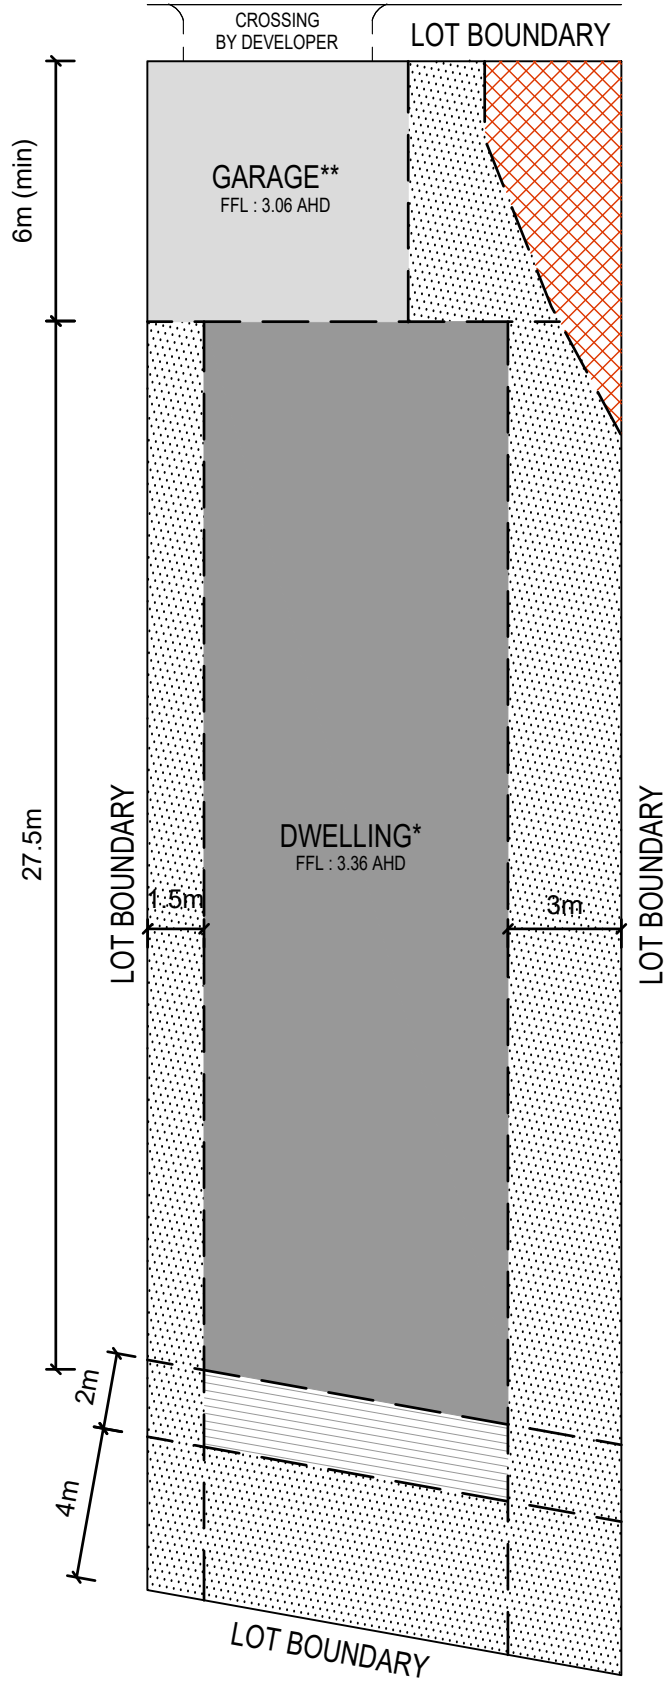 CROSSING
BY DEVELOPER
LOT BOUNDARY
6m (min)
GARAGE**
FFL : 3.06 AHD
27.5m
DWELLING*
FFL : 3.36 AHD
LOT BOUNDARY
1.5m
3m
LOT BOUNDARY
2m
4m
LOT BOUNDARY